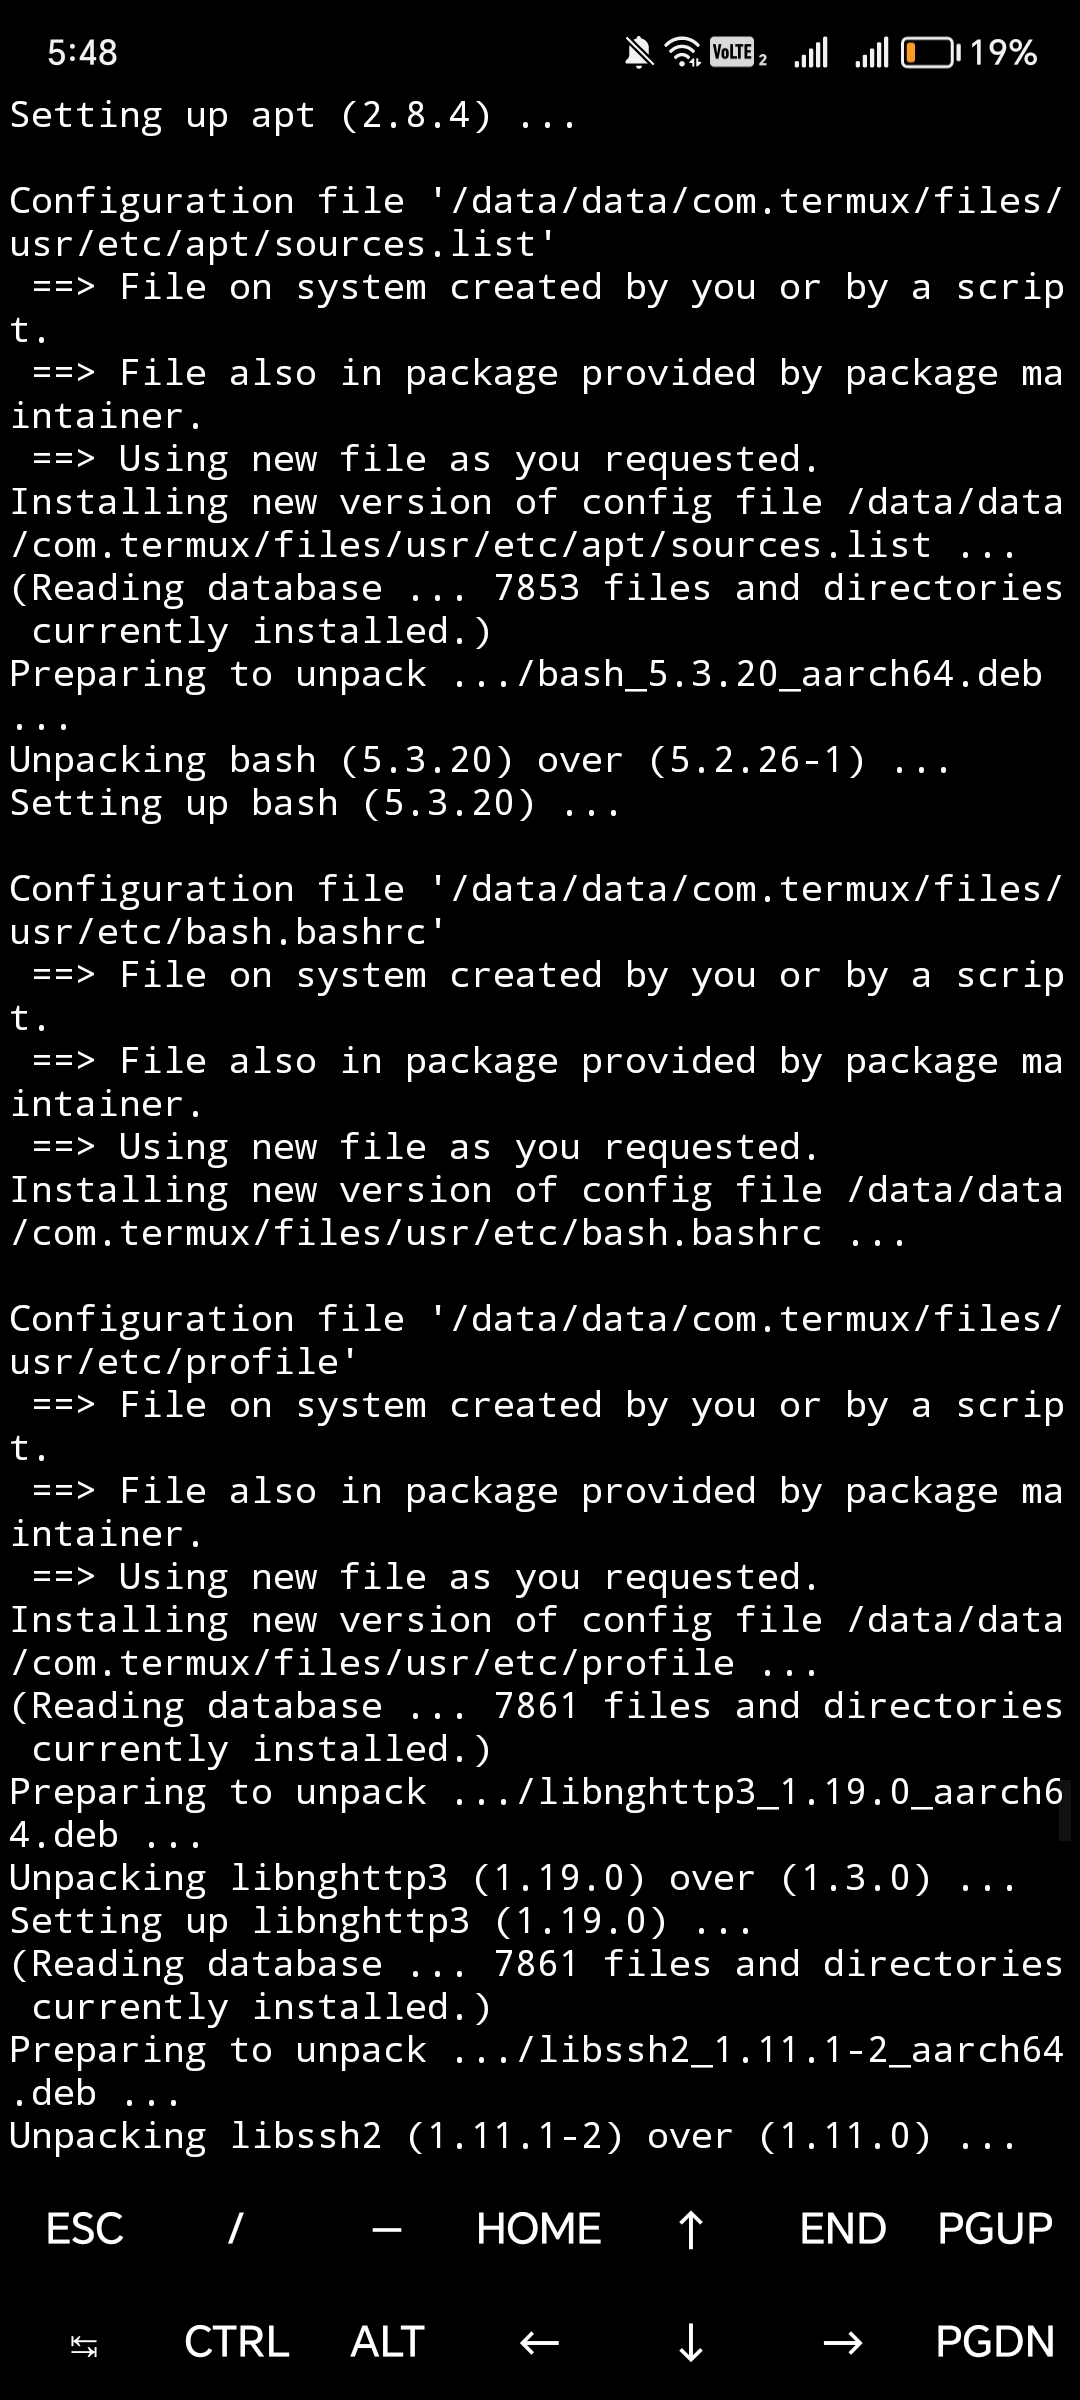 5:48 VoLTE 2 19%
Setting up apt (2.8.4) ...
Configuration file '/data/data/com.termux/files/
usr/etc/apt/sources.list'
 ==> File on system created by you or by a scrip
t.
 ==> File also in package provided by package ma
intainer.
 ==> Using new file as you requested.
Installing new version of config file /data/data
/com.termux/files/usr/etc/apt/sources.list ...
(Reading database ... 7853 files and directories
 currently installed.)
Preparing to unpack .../bash_5.3.20_aarch64.deb
...
Unpacking bash (5.3.20) over (5.2.26-1) ...
Setting up bash (5.3.20) ...
Configuration file '/data/data/com.termux/files/
usr/etc/bash.bashrc'
 ==> File on system created by you or by a scrip
t.
 ==> File also in package provided by package ma
intainer.
 ==> Using new file as you requested.
Installing new version of config file /data/data
/com.termux/files/usr/etc/bash.bashrc ...
Configuration file '/data/data/com.termux/files/
usr/etc/profile'
 ==> File on system created by you or by a scrip
t.
 ==> File also in package provided by package ma
intainer.
 ==> Using new file as you requested.
Installing new version of config file /data/data
/com.termux/files/usr/etc/profile ...
(Reading database ... 7861 files and directories
 currently installed.)
Preparing to unpack .../libnghttp3_1.19.0_aarch6
4.deb ...
Unpacking libnghttp3 (1.19.0) over (1.3.0) ...
Setting up libnghttp3 (1.19.0) ...
(Reading database ... 7861 files and directories
 currently installed.)
Preparing to unpack .../libssh2_1.11.1-2_aarch64
.deb ...
Unpacking libssh2 (1.11.1-2) over (1.11.0) ...
ESC / — HOME ↑ END PGUP
↹ CTRL ALT ← ↓ → PGDN